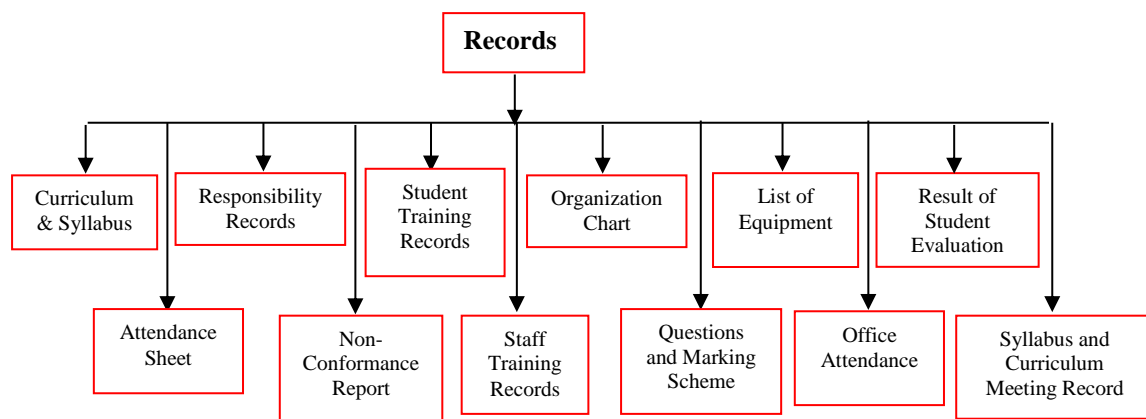 Records
Curriculum
& Syllabus
Responsibility
Records
Student
Training
Records
Organization
Chart
List of
Equipment
Result of
Student
Evaluation
Attendance
Sheet
Non-
Conformance
Report
Staff
Training
Records
Questions
and Marking
Scheme
Office
Attendance
Syllabus and
Curriculum
Meeting Record